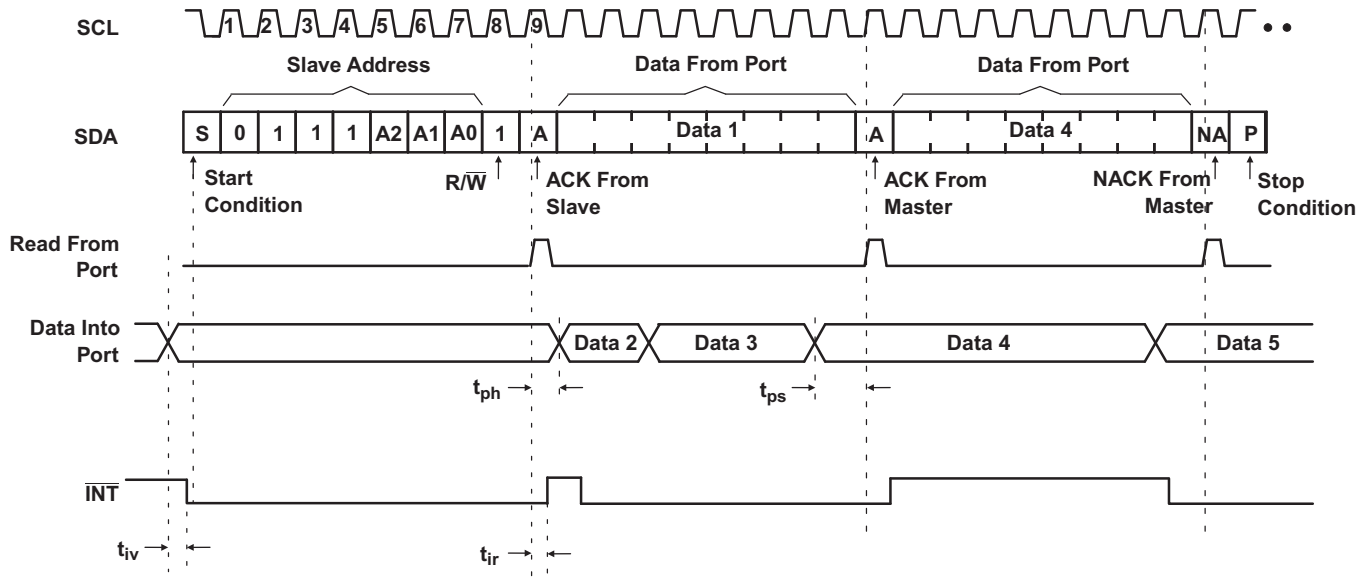 SCL 1 2 3 4 5 6 7 8 9
Slave Address Data From Port Data From Port
SDA S 0 1 1 1 A2 A1 A0 1 A Data 1 A Data 4 NA P
Start
Condition
R/W̅
ACK From
Slave
ACK From
Master
NACK From
Master
Stop
Condition
Read From
Port
Data Into
Port
Data 2 Data 3 Data 4 Data 5
tph tps
I̅N̅T̅
tiv tir